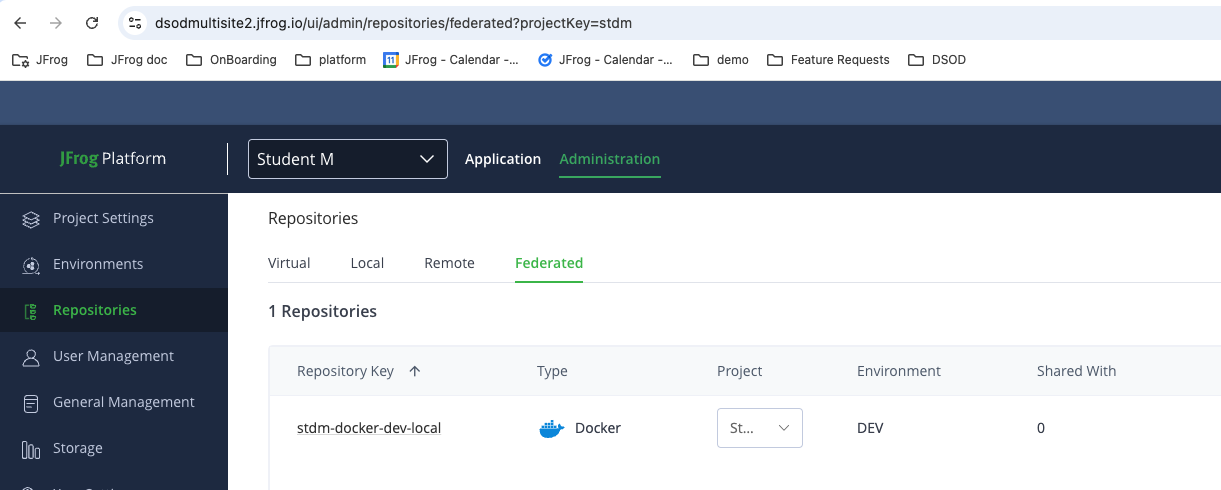 dsodmultisite2.jfrog.io/ui/admin/repositories/federated?projectKey=stdm
JFrog JFrog doc OnBoarding platform 11 JFrog - Calendar -... JFrog - Calendar -... demo Feature Requests DSOD
JFrog Platform Student M Application Administration
Project Settings
Environments
Repositories
User Management
General Management
Storage
Repositories
Virtual Local Remote Federated
1 Repositories
Repository Key Type Project Environment Shared With
stdm-docker-dev-local Docker St... DEV 0